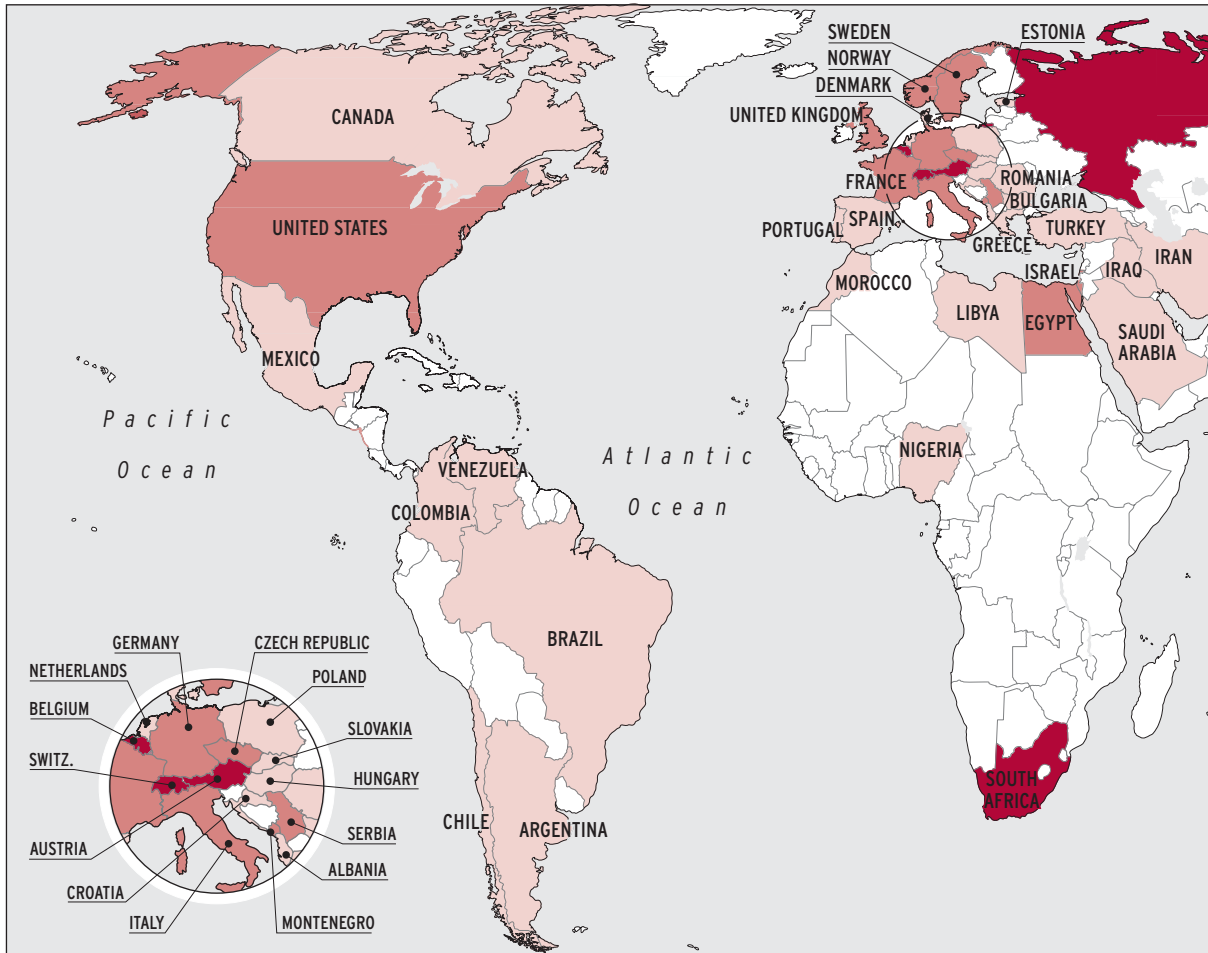 SWEDEN
ESTONIA
NORWAY
DENMARK
UNITED KINGDOM
CANADA
FRANCE
ROMANIA
BULGARIA
UNITED STATES
PORTUGAL
SPAIN
GREECE
TURKEY
MOROCCO
ISRAEL
IRAQ
IRAN
LIBYA
EGYPT
SAUDI
ARABIA
MEXICO
Pacific
Ocean
Atlantic
Ocean
VENEZUELA
NIGERIA
COLOMBIA
BRAZIL
GERMANY
CZECH REPUBLIC
NETHERLANDS
POLAND
BELGIUM
SLOVAKIA
SWITZ.
HUNGARY
SOUTH
AFRICA
CHILE
ARGENTINA
SERBIA
AUSTRIA
ALBANIA
CROATIA
ITALY
MONTENEGRO